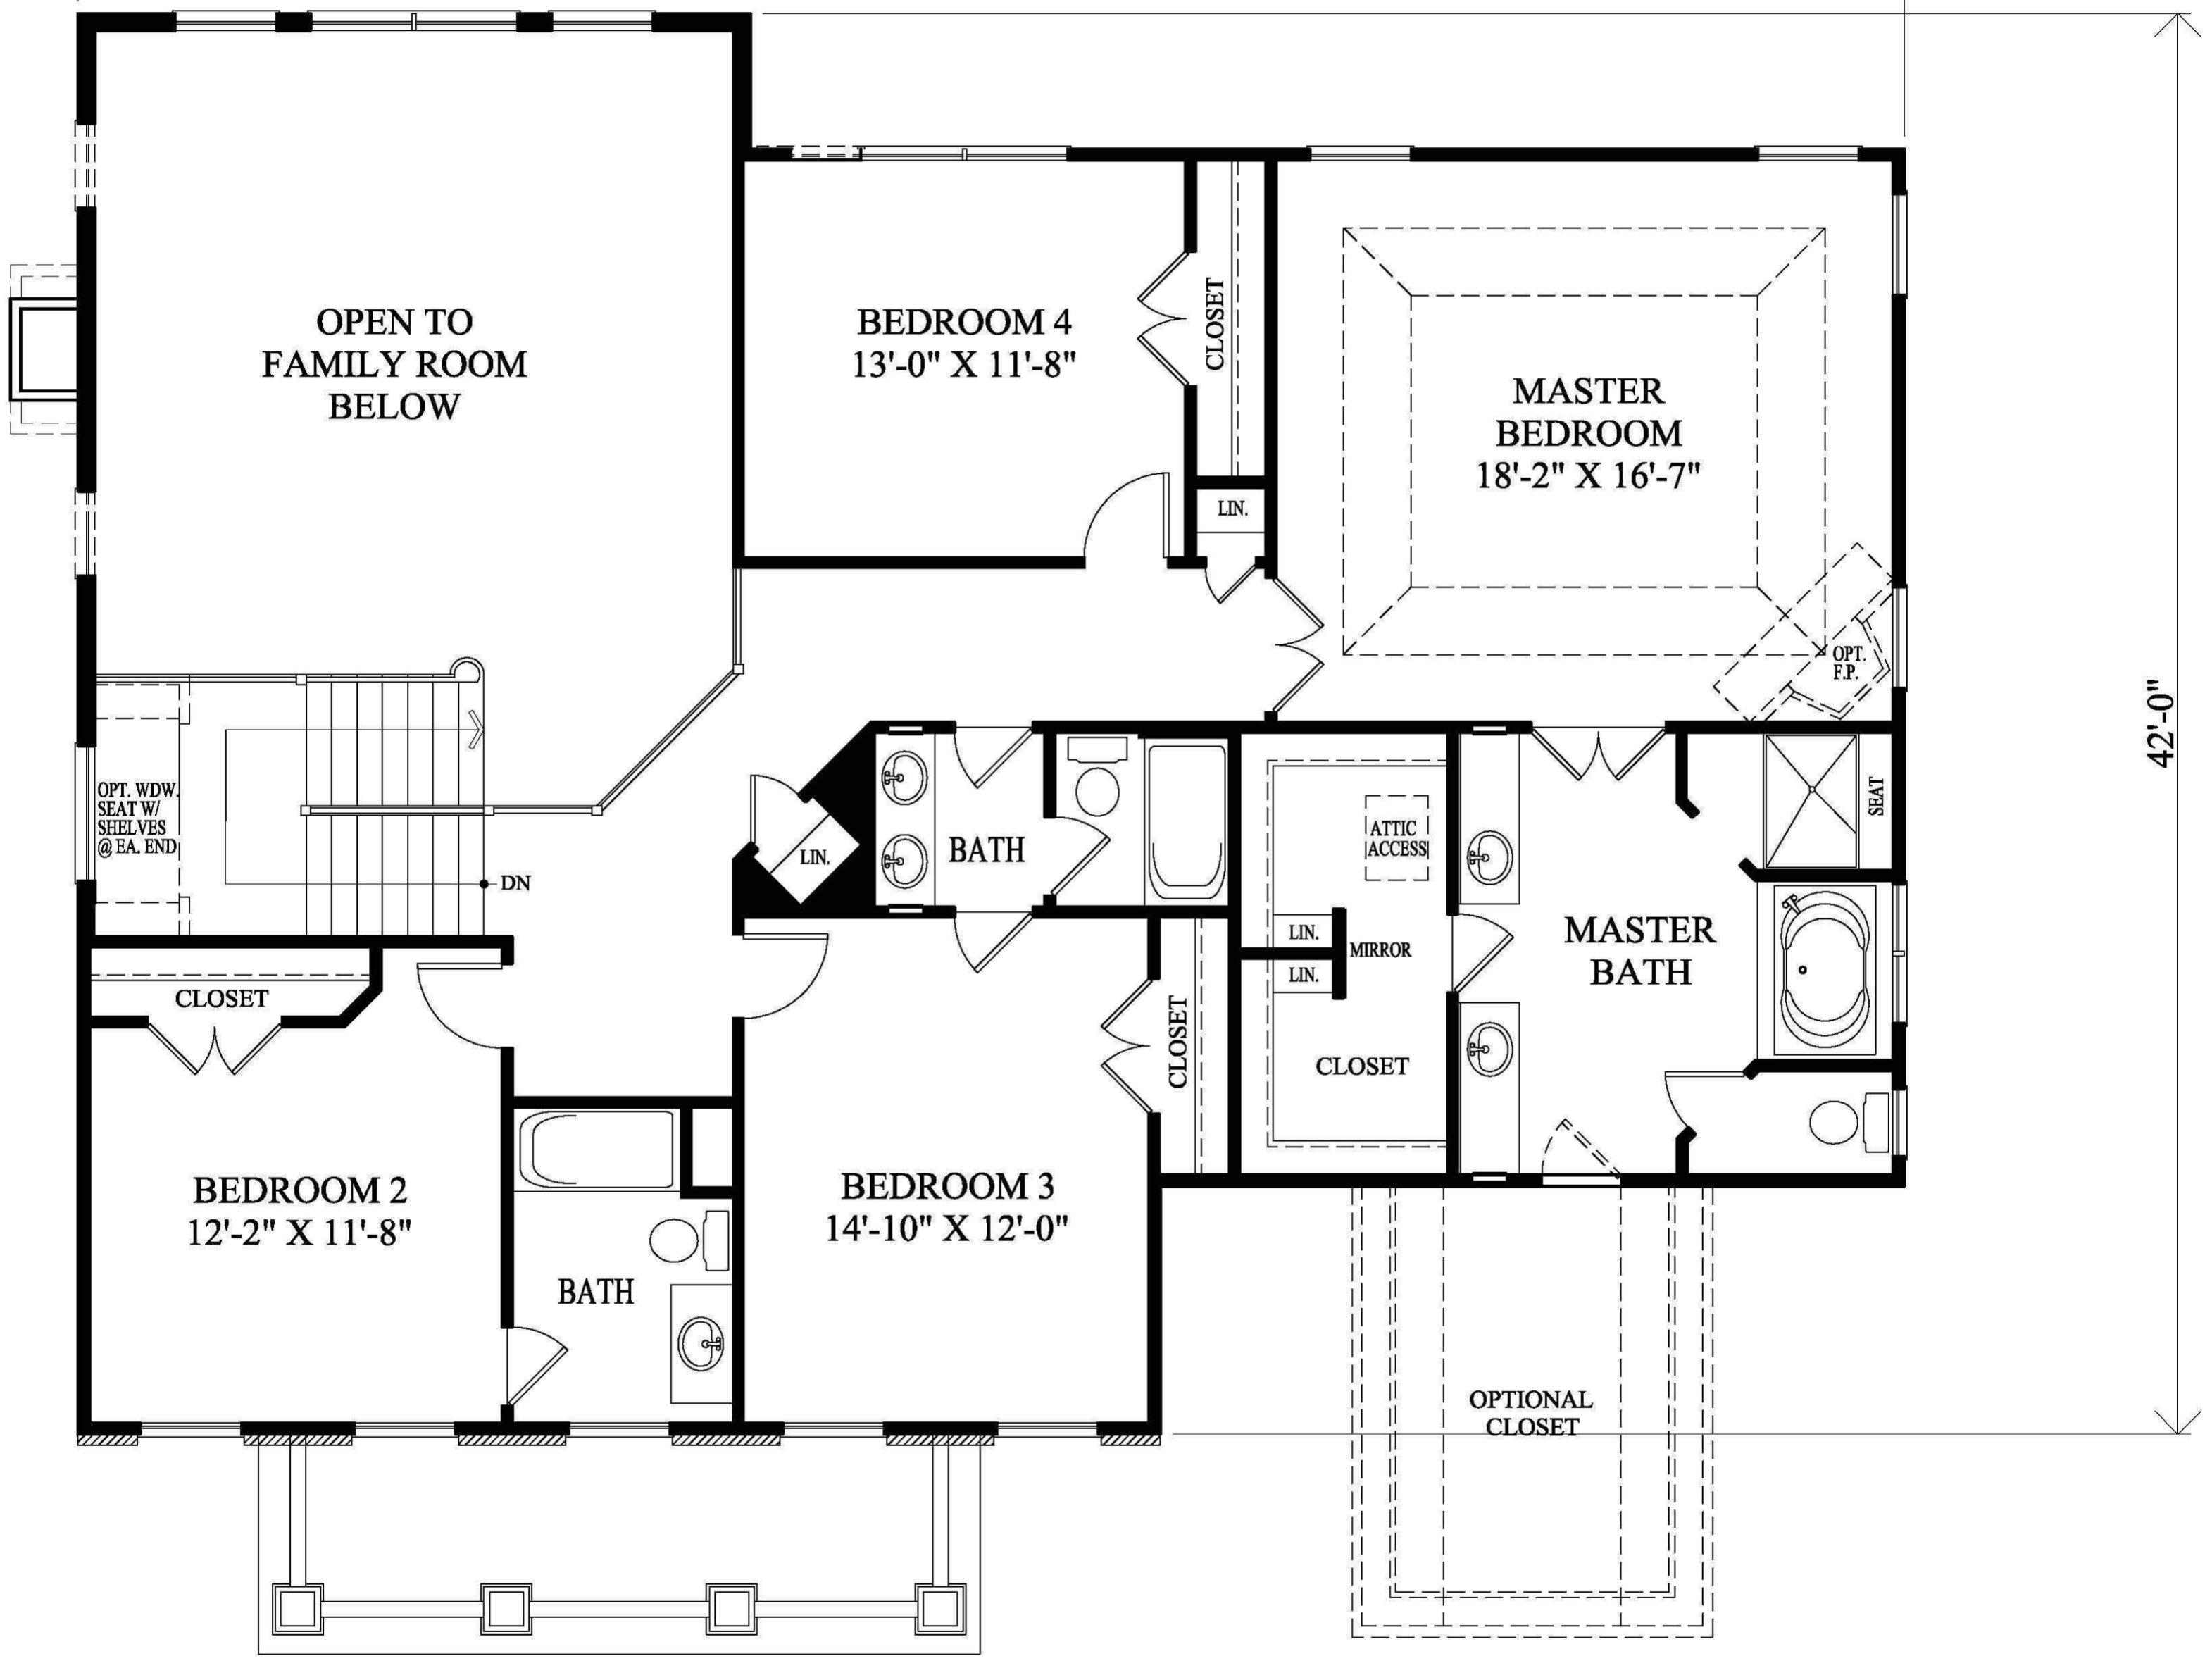 OPEN TO
FAMILY ROOM
BELOW
BEDROOM 4
13'-0" X 11'-8"
CLOSET
LIN.
MASTER
BEDROOM
18'-2" X 16'-7"
OPT.
F.P.
42'-0"
OPT. WDW.
SEAT W/
SHELVES
@ EA. END
DN
LIN.
BATH
ATTIC
ACCESS
LIN.
MIRROR
LIN.
CLOSET
SEAT
MASTER
BATH
CLOSET
CLOSET
BEDROOM 2
12'-2" X 11'-8"
BATH
BEDROOM 3
14'-10" X 12'-0"
OPTIONAL
CLOSET